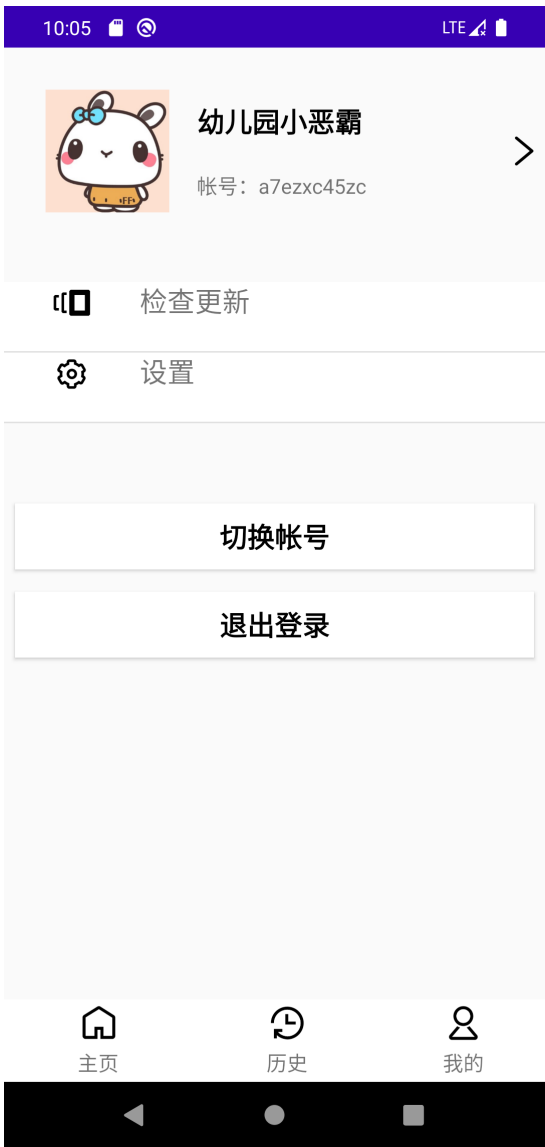 10:05
LTE
幼儿园小恶霸
帐号：a7ezxc45zc
检查更新
设置
切换帐号
退出登录
主页
历史
我的